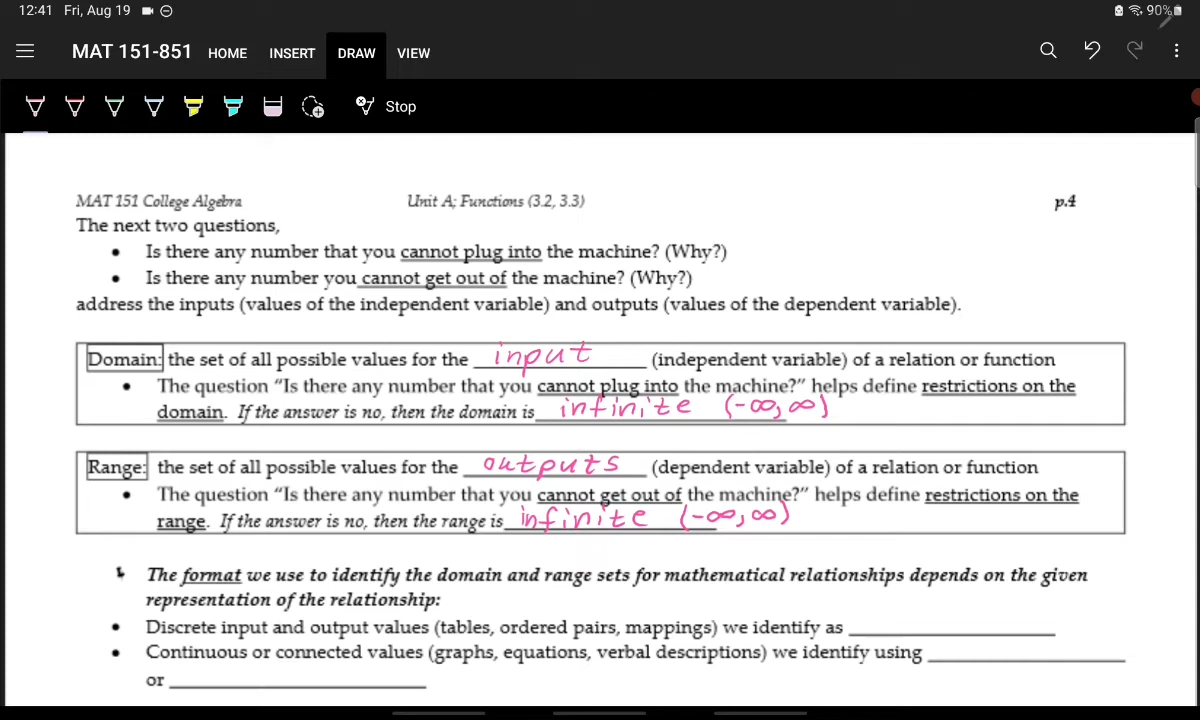 12:41 Fri, Aug 19 90%
MAT 151-851 HOME INSERT DRAW VIEW
Stop
MAT 151 College Algebra Unit A; Functions (3.2, 3.3) p.4
The next two questions,
• Is there any number that you cannot plug into the machine? (Why?)
• Is there any number you cannot get out of the machine? (Why?)
address the inputs (values of the independent variable) and outputs (values of the dependent variable).
Domain: the set of all possible values for the input (independent variable) of a relation or function
• The question "Is there any number that you cannot plug into the machine?" helps define restrictions on the
domain. If the answer is no, then the domain is infinite (-∞,∞)
Range: the set of all possible values for the outputs (dependent variable) of a relation or function
• The question "Is there any number that you cannot get out of the machine?" helps define restrictions on the
range. If the answer is no, then the range is infinite (-∞,∞)
The format we use to identify the domain and range sets for mathematical relationships depends on the given
representation of the relationship:
• Discrete input and output values (tables, ordered pairs, mappings) we identify as ____________________
• Continuous or connected values (graphs, equations, verbal descriptions) we identify using ____________________
or ____________________